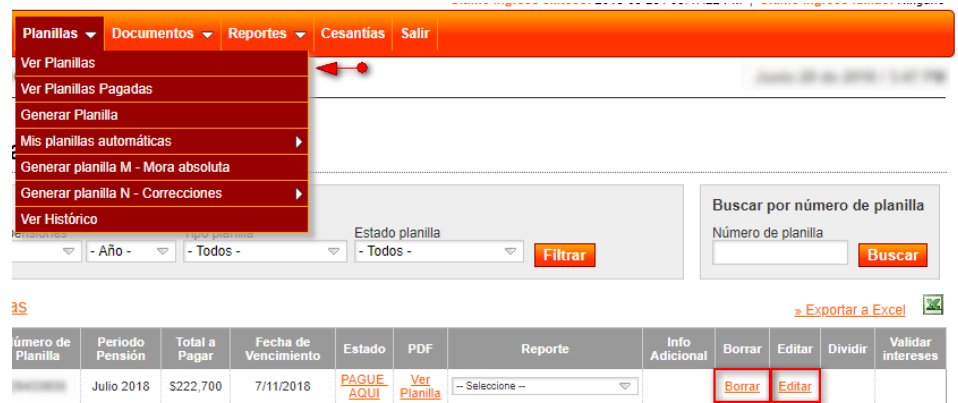 Planillas Documentos Reportes Cesantías Salir
Ver Planillas
Ver Planillas Pagadas
Generar Planilla
Mis planillas automáticas
Generar planilla M - Mora absoluta
Generar planilla N - Correcciones
Ver Histórico
Estado planilla
- Año - - Todos - - Todos - Filtrar
Buscar por número de planilla
Número de planilla
Buscar
» Exportar a Excel
Número de Planilla Periodo Pensión Total a Pagar Fecha de Vencimiento Estado PDF Reporte Info Adicional Borrar Editar Dividir Validar intereses
Julio 2018 $222,700 7/11/2018 PAGUE AQUI Ver Planilla -- Seleccione -- Borrar Editar